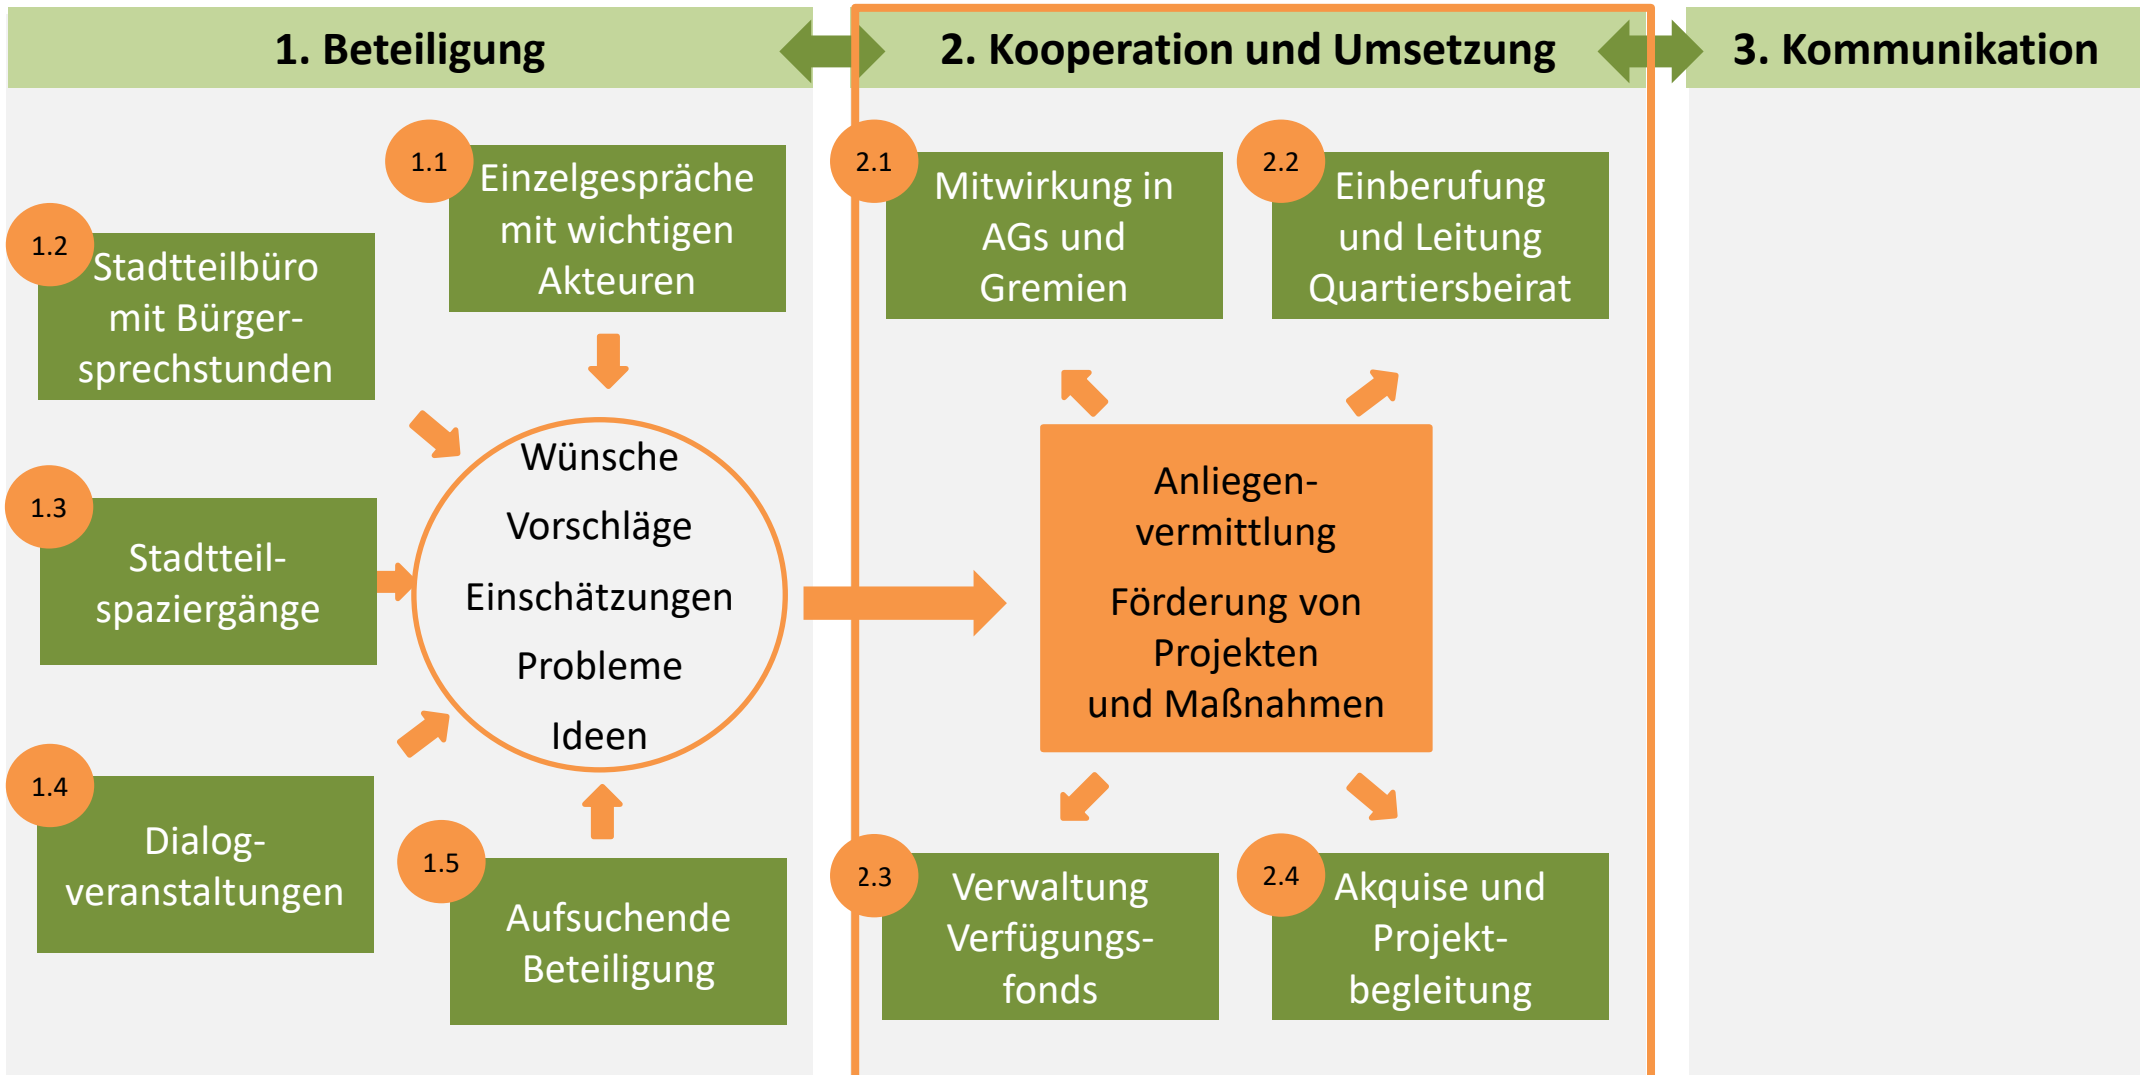 1. Beteiligung
2. Kooperation und Umsetzung
3. Kommunikation
1.1
Einzelgespräche
mit wichtigen
Akteuren
1.2
Stadtteilbüro
mit Bürger-
sprechstunden
1.3
Stadtteil-
spaziergänge
1.4
Dialog-
veranstaltungen
1.5
Aufsuchende
Beteiligung
Wünsche
Vorschläge
Einschätzungen
Probleme
Ideen
2.1
Mitwirkung in
AGs und
Gremien
2.2
Einberufung
und Leitung
Quartiersbeirat
Anliegen-
vermittlung
Förderung von
Projekten
und Maßnahmen
2.3
Verwaltung
Verfügungs-
fonds
2.4
Akquise und
Projekt-
begleitung